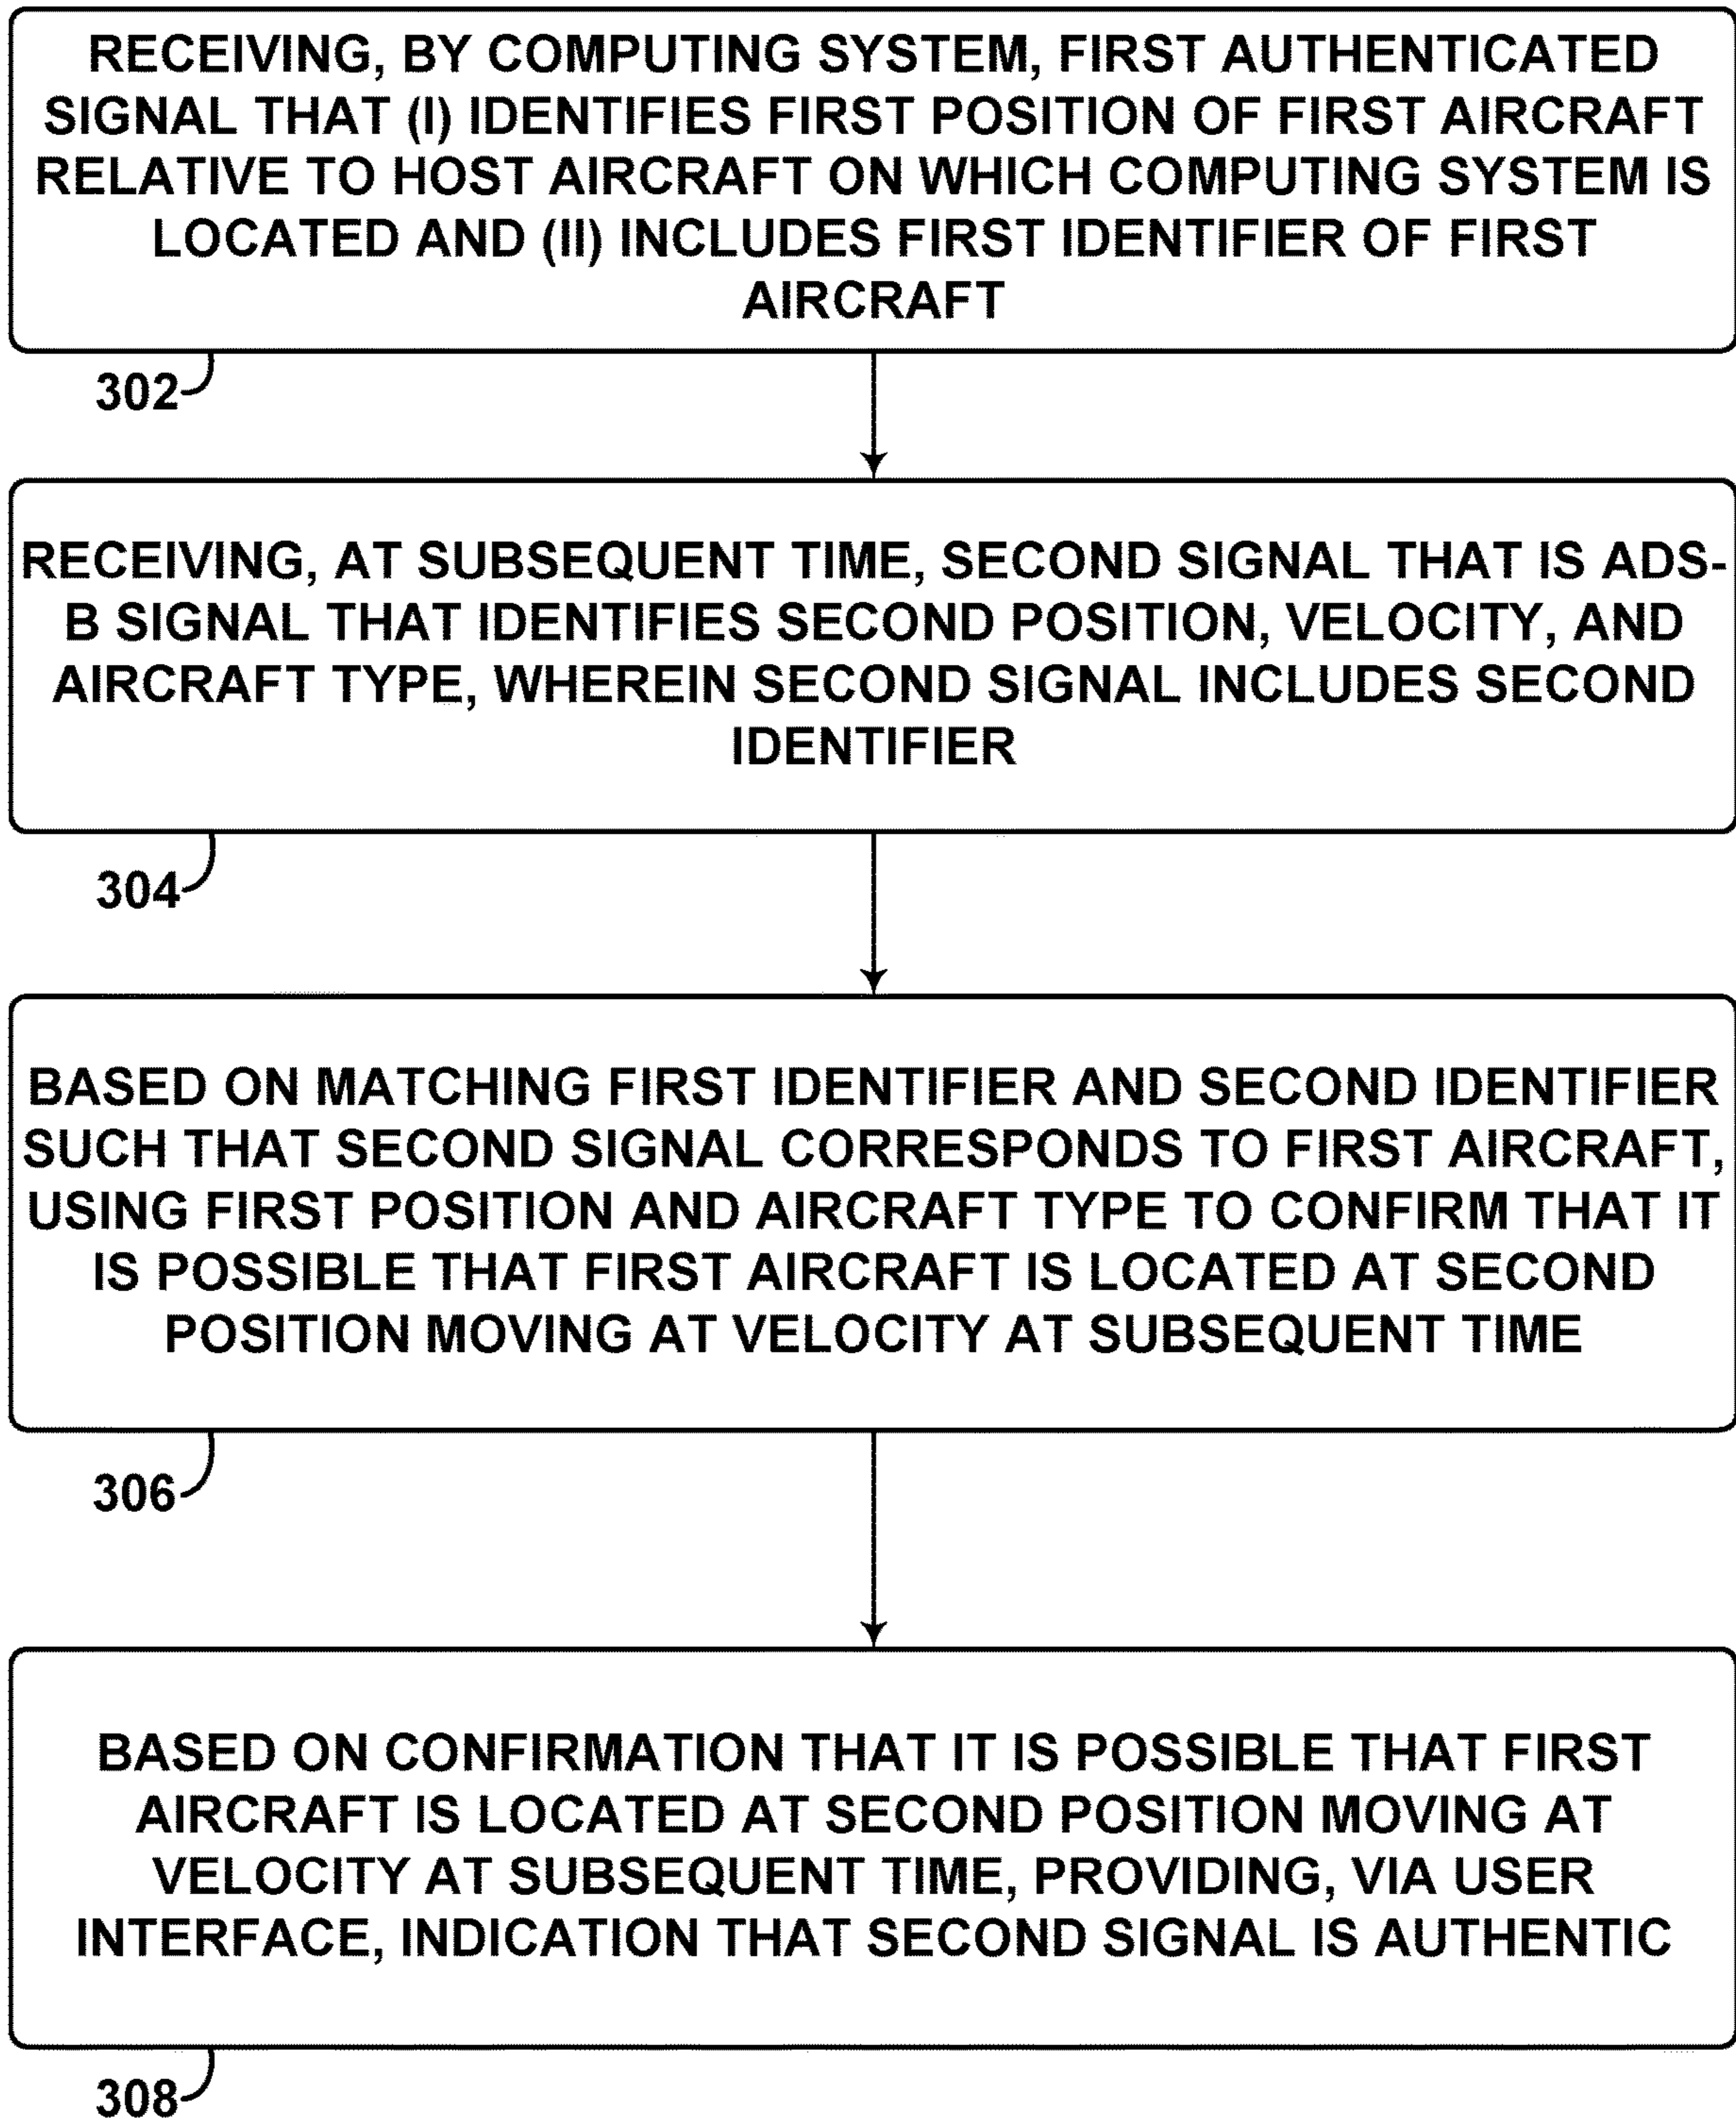 RECEIVING, BY COMPUTING SYSTEM, FIRST AUTHENTICATED
SIGNAL THAT (I) IDENTIFIES FIRST POSITION OF FIRST AIRCRAFT
RELATIVE TO HOST AIRCRAFT ON WHICH COMPUTING SYSTEM IS
LOCATED AND (II) INCLUDES FIRST IDENTIFIER OF FIRST
AIRCRAFT
302
RECEIVING, AT SUBSEQUENT TIME, SECOND SIGNAL THAT IS ADS-
B SIGNAL THAT IDENTIFIES SECOND POSITION, VELOCITY, AND
AIRCRAFT TYPE, WHEREIN SECOND SIGNAL INCLUDES SECOND
IDENTIFIER
304
BASED ON MATCHING FIRST IDENTIFIER AND SECOND IDENTIFIER
SUCH THAT SECOND SIGNAL CORRESPONDS TO FIRST AIRCRAFT,
USING FIRST POSITION AND AIRCRAFT TYPE TO CONFIRM THAT IT
IS POSSIBLE THAT FIRST AIRCRAFT IS LOCATED AT SECOND
POSITION MOVING AT VELOCITY AT SUBSEQUENT TIME
306
BASED ON CONFIRMATION THAT IT IS POSSIBLE THAT FIRST
AIRCRAFT IS LOCATED AT SECOND POSITION MOVING AT
VELOCITY AT SUBSEQUENT TIME, PROVIDING, VIA USER
INTERFACE, INDICATION THAT SECOND SIGNAL IS AUTHENTIC
308